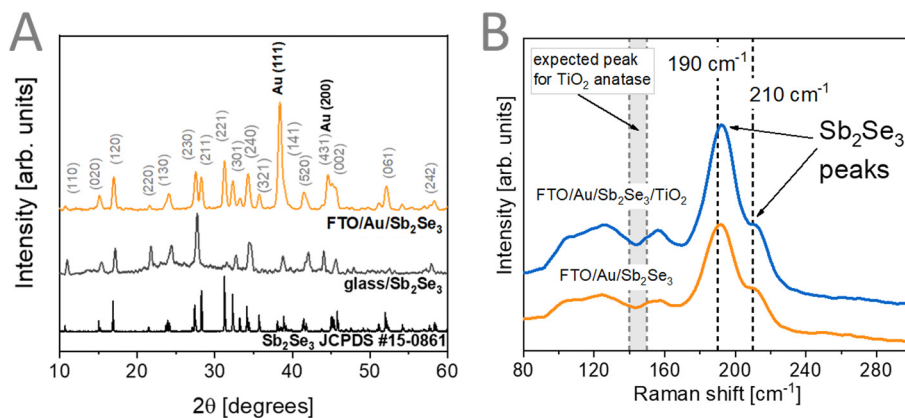 A
Intensity [arb. units]
(110)
(020)
(120)
(220)
(130)
(230)
(211)
(221)
(301)
(240)
(321)
Au (111)
(141)
(520)
Au (200)
(431)
(002)
(061)
(242)
FTO/Au/Sb₂Se₃
glass/Sb₂Se₃
Sb₂Se₃ JCPDS #15-0861
10 20 30 40 50 60
2θ [degrees]
B
Intensity [arb. units]
expected peak
for TiO₂ anatase
190 cm⁻¹
210 cm⁻¹
Sb₂Se₃
peaks
FTO/Au/Sb₂Se₃/TiO₂
FTO/Au/Sb₂Se₃
80 120 160 200 240 280
Raman shift [cm⁻¹]